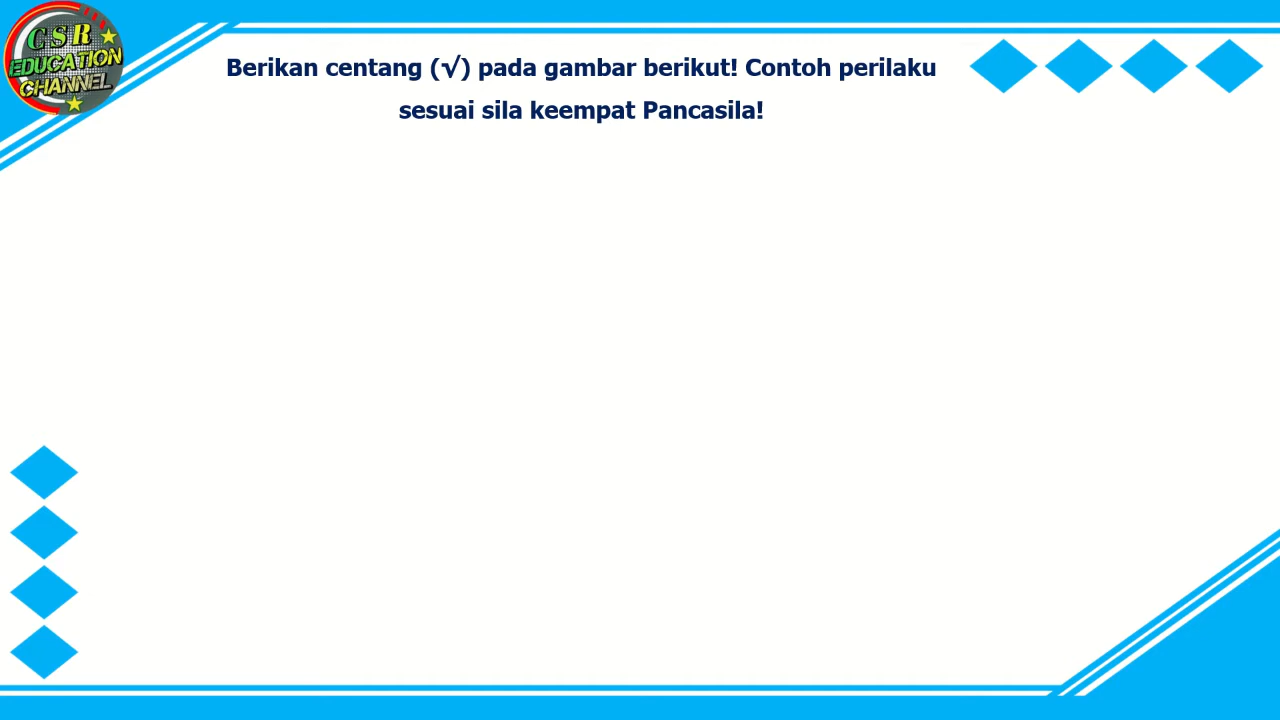 CSR
EDUCATION
CHANNEL
Berikan centang (√) pada gambar berikut! Contoh perilaku
sesuai sila keempat Pancasila!